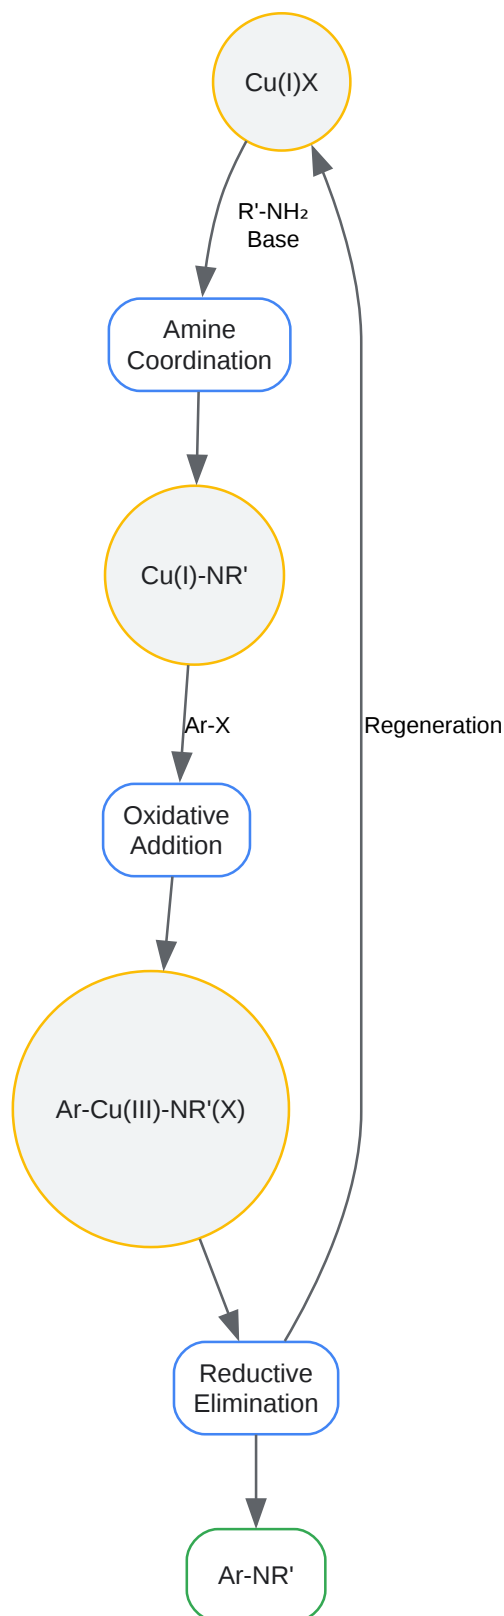 Cu(I)X
R'-NH₂
Base
Amine
Coordination
Cu(I)-NR'
Ar-X
Regeneration
Oxidative
Addition
Ar-Cu(III)-NR'(X)
Reductive
Elimination
Ar-NR'